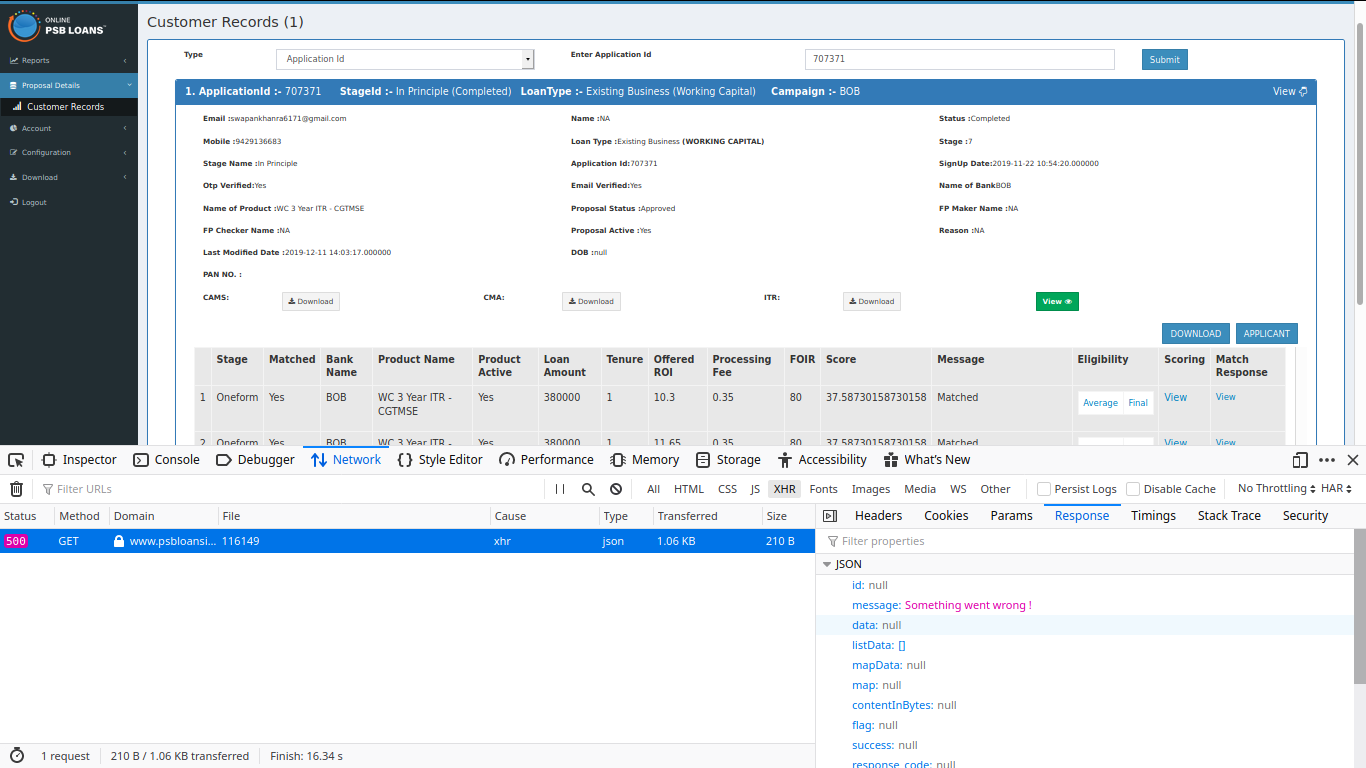 ONLINE
PSB LOANS
Reports
Proposal Details
Customer Records
Account
Configuration
Download
Logout
Customer Records (1)
Type Application Id Enter Application Id 707371 Submit
1. ApplicationId :- 707371 StageId :- In Principle (Completed) LoanType :- Existing Business (Working Capital) Campaign :- BOB View
Email :swapankhanra6171@gmail.com Name :NA Status :Completed
Mobile :9429136683 Loan Type :Existing Business (WORKING CAPITAL) Stage :7
Stage Name :In Principle Application Id:707371 SignUp Date:2019-11-22 10:54:20.000000
Otp Verified:Yes Email Verified:Yes Name of BankBOB
Name of Product :WC 3 Year ITR - CGTMSE Proposal Status :Approved FP Maker Name :NA
FP Checker Name :NA Proposal Active :Yes Reason :NA
Last Modified Date :2019-12-11 14:03:17.000000 DOB :null
PAN NO. :
CAMS: Download CMA: Download ITR: Download View
DOWNLOAD APPLICANT
Stage Matched Bank Name Product Name Product Active Loan Amount Tenure Offered ROI Processing Fee FOIR Score Message Eligibility Scoring Match Response
1 Oneform Yes BOB WC 3 Year ITR - CGTMSE Yes 380000 1 10.3 0.35 80 37.58730158730158 Matched Average Final View View
2 Oneform Yes BOB WC 3 Year ITR - Yes 380000 1 11.65 0.35 80 37.58730158730158 Matched View View
Inspector Console Debugger Network Style Editor Performance Memory Storage Accessibility What's New
Filter URLs All HTML CSS JS XHR Fonts Images Media WS Other Persist Logs Disable Cache No Throttling HAR
Status Method Domain File Cause Type Transferred Size
500 GET www.psbloansi... 116149 xhr json 1.06 KB 210 B
Headers Cookies Params Response Timings Stack Trace Security
Filter properties
JSON
id: null
message: Something went wrong !
data: null
listData: []
mapData: null
map: null
contentInBytes: null
flag: null
success: null
response_code: null
1 request 210 B / 1.06 KB transferred Finish: 16.34 s